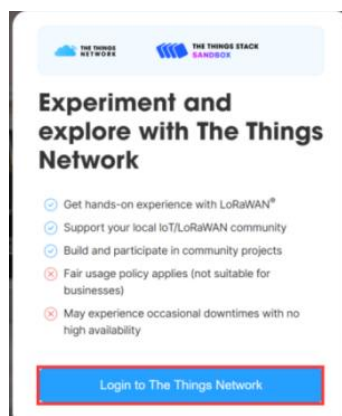 THE THINGS
NETWORK
THE THINGS STACK
SANDBOX
Experiment and
explore with The Things
Network
Get hands-on experience with LoRaWAN®
Support your local IoT/LoRaWAN community
Build and participate in community projects
Fair usage policy applies (not suitable for
businesses)
May experience occasional downtimes with no
high availability
Login to The Things Network